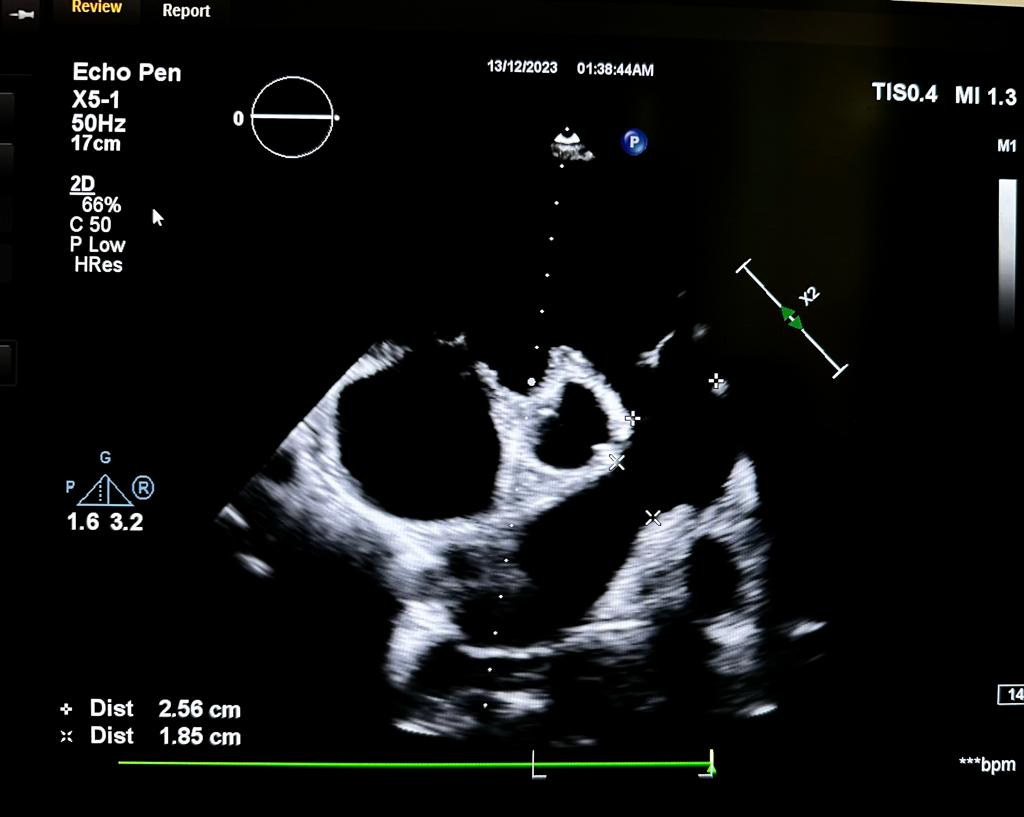 Review Report
Echo Pen
X5-1
50Hz
17cm
0
13/12/2023 01:38:44AM
TIS0.4 MI 1.3
P
M1
2D
66%
C 50
P Low
HRes
X2
G
P R
1.6 3.2
Dist 2.56 cm
Dist 1.85 cm
14
***bpm